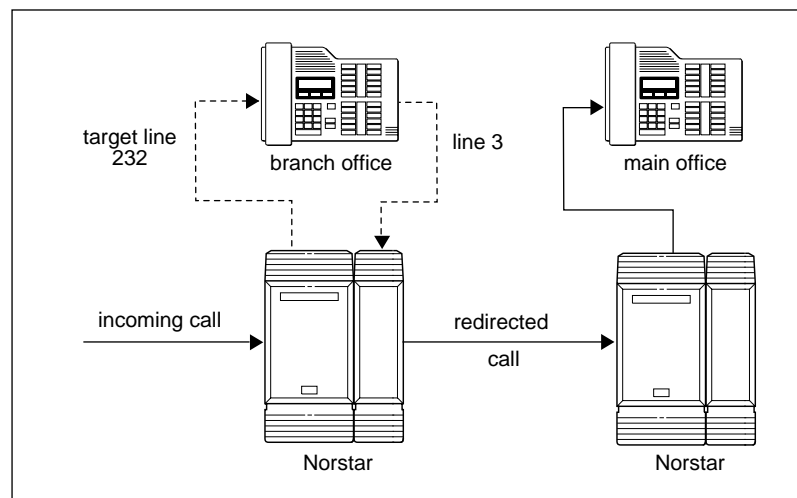 target line
232
branch office
line 3
main office
incoming call
redirected
call
Norstar
Norstar